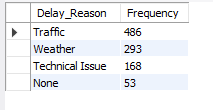 Delay_Reason Frequency
Traffic 486
Weather 293
Technical Issue 168
None 53